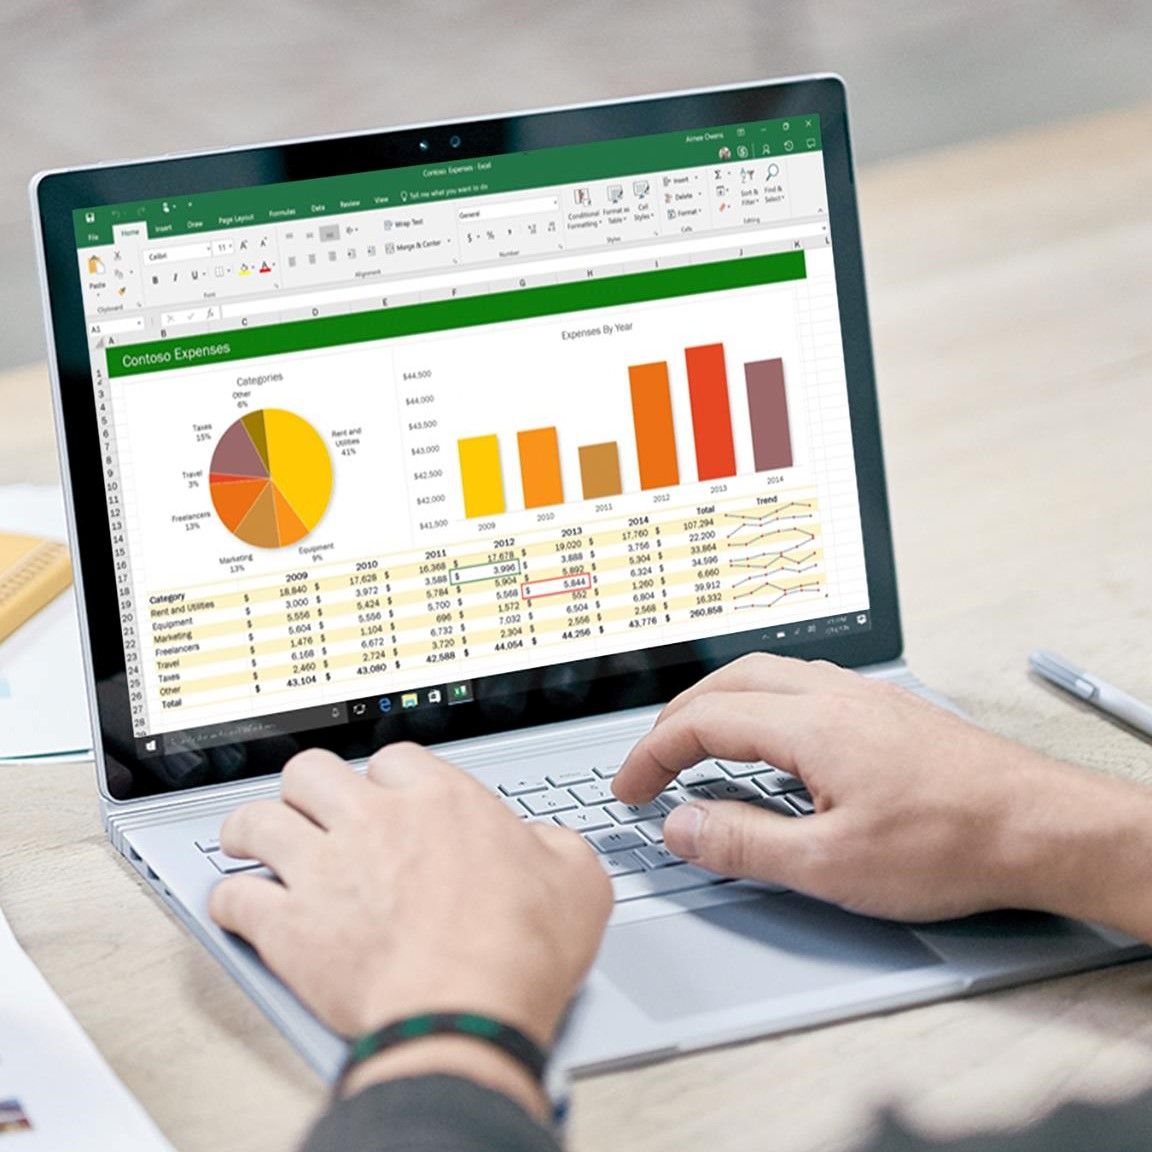 Contoso Expenses - Excel
Aimee Owens
File Home Insert Draw Page Layout Formulas Data Review View Tell me what you want to do
Calibri 11 Wrap Text General Insert
Paste B I U Merge & Center $ % Conditional Formatting Format as Table Cell Styles Delete Format Sort & Filter Find & Select
Clipboard Font Alignment Number Styles Cells Editing
A1 fx
A B C D E F G H I J K L
Contoso Expenses
Categories
Other
6%
Taxes
15%
Rent and
Utilities
41%
Travel
3%
Freelancers
13%
Marketing
13%
Equipment
9%
Expenses By Year
$44,500
$44,000
$43,500
$43,000
$42,500
$42,000
$41,500
2009 2010 2011 2012 2013 2014
Category 2009 2010 2011 2012 2013 2014 Total Trend
Rent and Utilities $ 18,840 $ 17,628 $ 16,368 $ 17,678 $ 19,020 $ 17,760 $ 107,294
Equipment $ 3,000 $ 3,972 $ 3,588 $ 3,996 $ 3,888 $ 3,756 $ 22,200
Marketing $ 5,556 $ 5,424 $ 5,784 $ 5,904 $ 5,892 $ 5,304 $ 33,864
Freelancers $ 5,604 $ 5,556 $ 5,700 $ 5,568 $ 5,844 $ 6,324 $ 34,596
Travel $ 1,476 $ 1,104 $ 696 $ 1,572 $ 552 $ 1,260 $ 6,660
Taxes $ 6,168 $ 6,672 $ 6,732 $ 7,032 $ 6,504 $ 6,804 $ 39,912
Other $ 2,460 $ 2,724 $ 3,720 $ 2,304 $ 2,556 $ 2,568 $ 16,332
Total $ 43,104 $ 43,080 $ 42,588 $ 44,054 $ 44,256 $ 43,776 $ 260,858